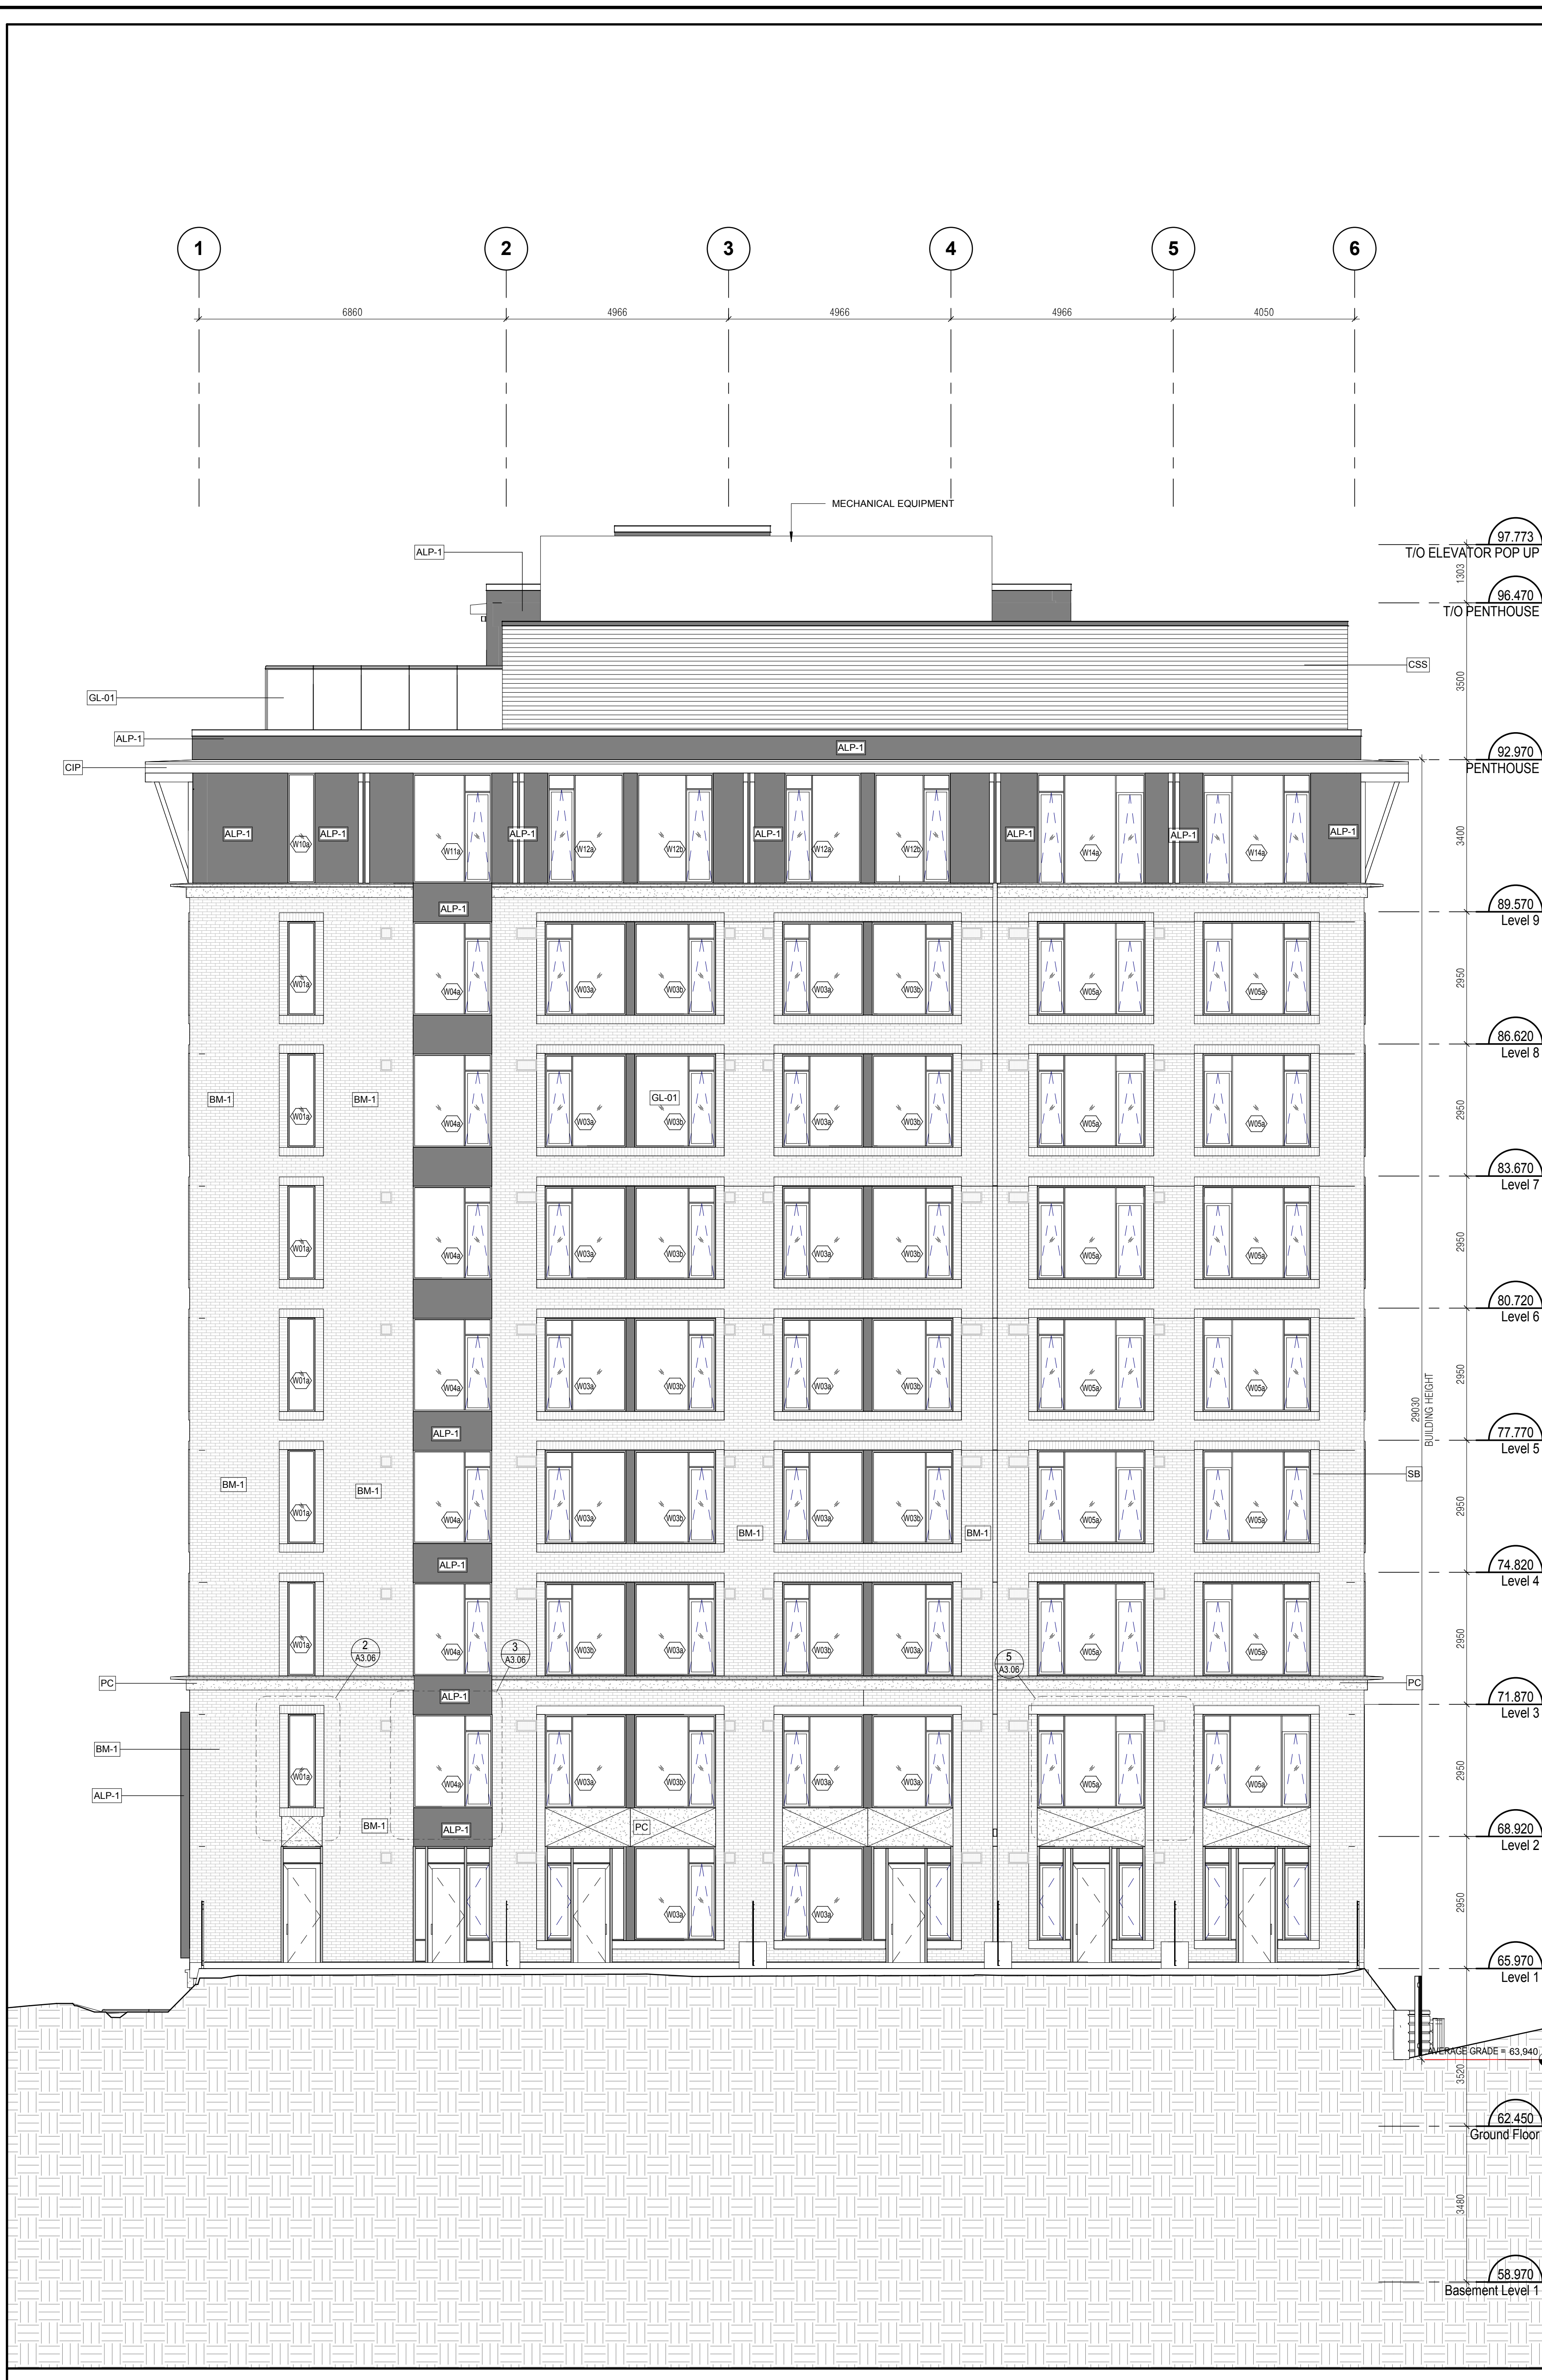 1 2 3 4 5 6
6860 4966 4966 4966 4050
MECHANICAL EQUIPMENT
97.773
T/O ELEVATOR POP UP
ALP-1
1303
96.470
T/O PENTHOUSE
CSS
3500
GL-01
ALP-1
ALP-1
92.970
PENTHOUSE
CIP
ALP-1 ALP-1 ALP-1 ALP-1 ALP-1 ALP-1 ALP-1
3400
W10a W11a W12a W12b W12a W12b W14a W14a
89.570
Level 9
ALP-1
2950
W01a W04a W03a W03b W03a W03b W05a W05a
86.620
Level 8
BM-1 BM-1 GL-01
2950
W01a W04a W03a W03b W03a W03b W05a W05a
83.670
Level 7
2950
W01a W04a W03a W03b W03a W03b W05a W05a
80.720
Level 6
2950
W01a W04a W03a W03b W03a W03b W05a W05a
29030
BUILDING HEIGHT
77.770
Level 5
ALP-1
SB
BM-1 BM-1
2950
W01a W04a W03a W03b W03a W03b W05a W05a
BM-1 BM-1
74.820
Level 4
ALP-1
2950
W01a W04a W03b W03a W03b W03a W05a W05a
2
A3.06
3
A3.06
5
A3.06
PC PC
ALP-1
71.870
Level 3
BM-1
2950
W01a W04a W03a W03b W03a W03a W05a W05a
ALP-1
BM-1 ALP-1 PC
68.920
Level 2
2950
W03a W03a
65.970
Level 1
AVERAGE GRADE = 63,940
3520
62.450
Ground Floor
3480
58.970
Basement Level 1